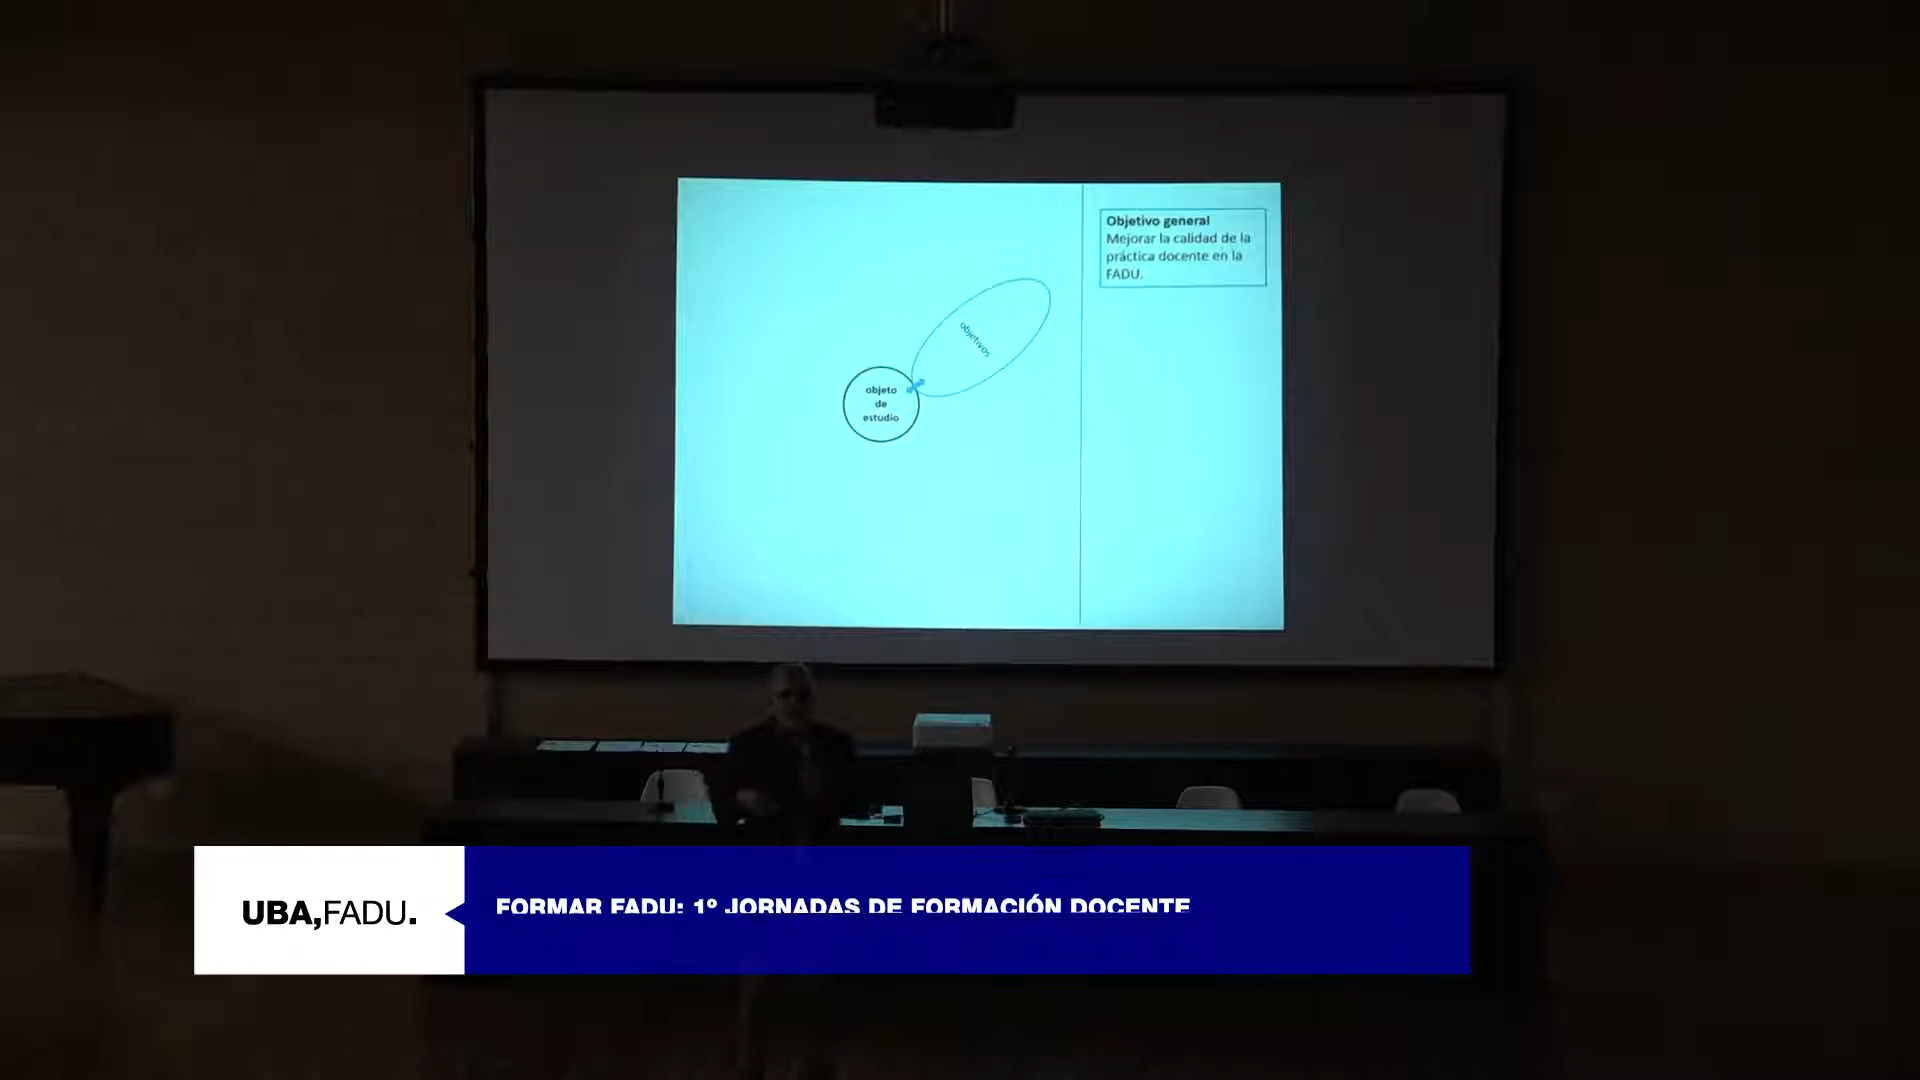 Objetivo general
Mejorar la calidad de la
práctica docente en la
FADU.
objetivos
objeto
de
estudio
UBA,FADU.
FORMAR FADU: 1º JORNADAS DE FORMACIÓN DOCENTE